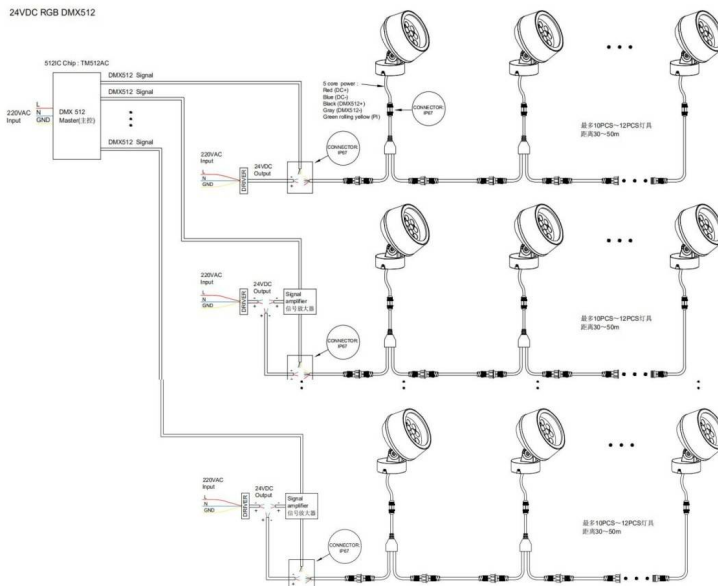 24VDC RGB DMX512
512IC Chip : TM512AC
DMX512 Signal
DMX512 Signal
DMX512 Signal
220VAC
Input
L
N
GND
DMX 512
Master(主控)
5 core power :
Red (DC+)
Blue (DC-)
Black (DMX512+)
Gray (DMX512-)
Green rolling yellow (PI)
CONNECTOR:
IP67
CONNECTOR:
IP67
220VAC
Input
L
N
GND
DRIVER
24VDC
Output
+
-
最多10PCS～12PCS灯具
距离30～50m
220VAC
Input
L
N
GND
DRIVER
24VDC
Output
Signal
amplifier
信号放大器
CONNECTOR:
IP67
最多10PCS～12PCS灯具
距离30～50m
220VAC
Input
L
N
GND
DRIVER
24VDC
Output
Signal
amplifier
信号放大器
CONNECTOR:
IP67
最多10PCS～12PCS灯具
距离30～50m